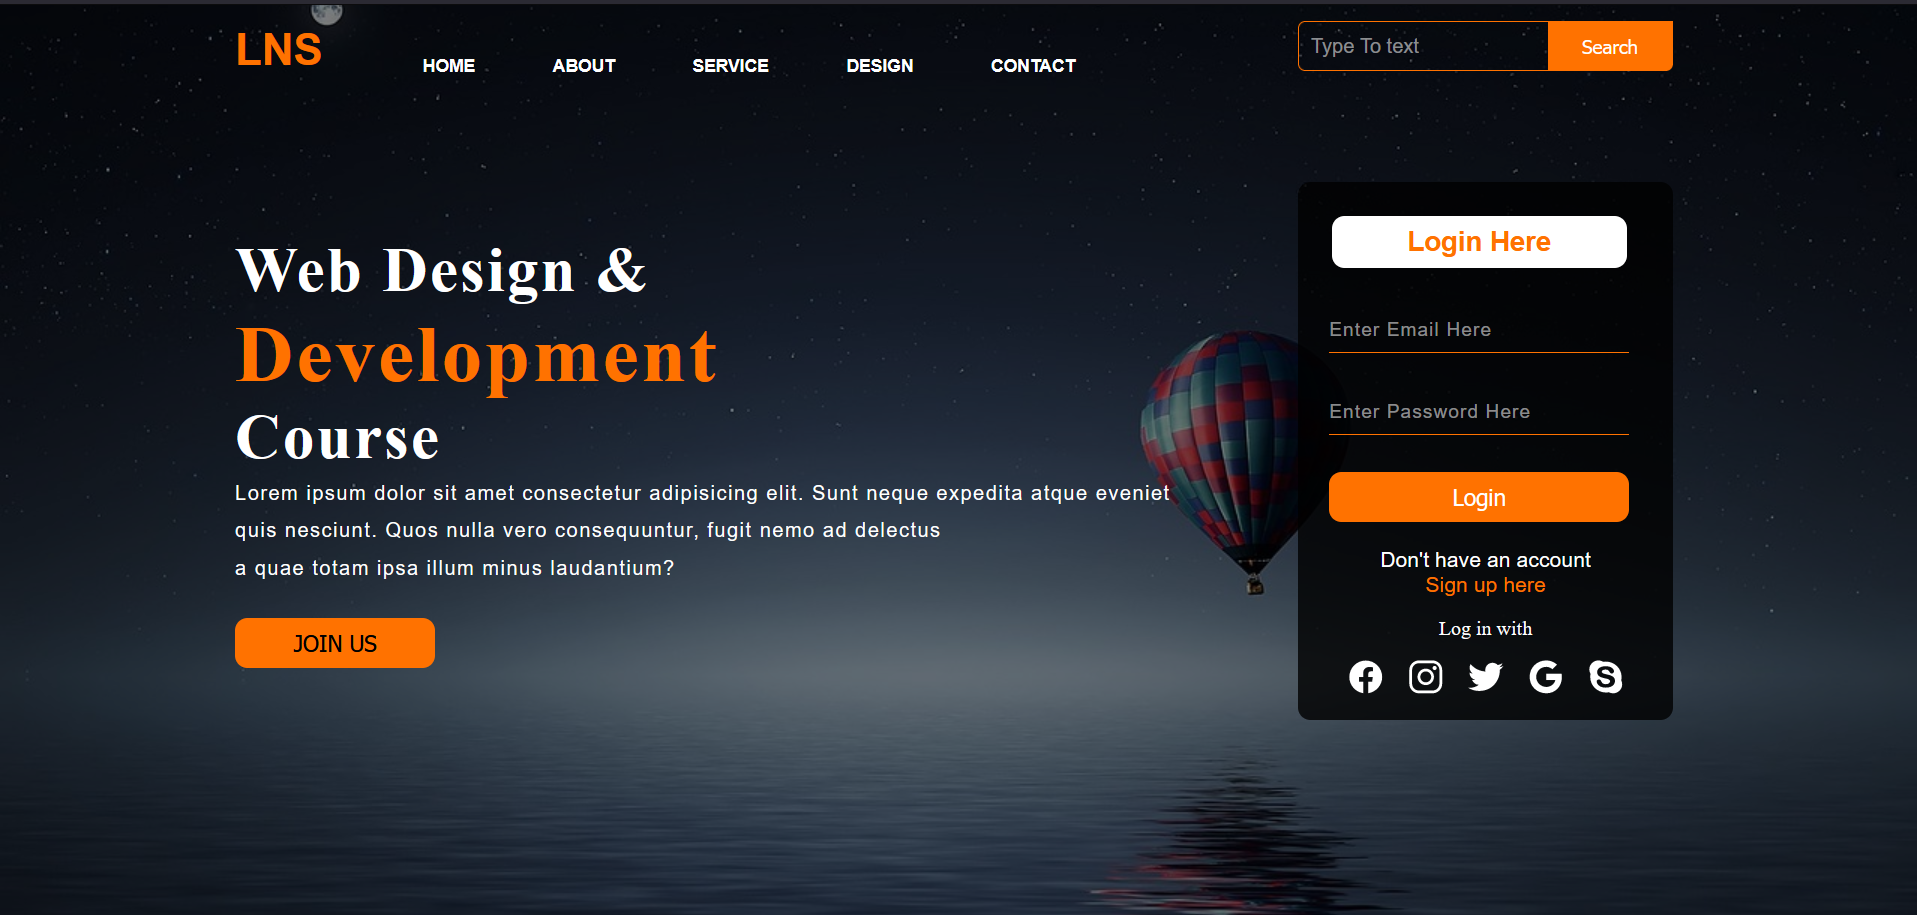 LNS
HOME ABOUT SERVICE DESIGN CONTACT
Type To text Search
Web Design &
Development
Course
Lorem ipsum dolor sit amet consectetur adipisicing elit. Sunt neque expedita atque eveniet
quis nesciunt. Quos nulla vero consequuntur, fugit nemo ad delectus
a quae totam ipsa illum minus laudantium?
JOIN US
Login Here
Enter Email Here
Enter Password Here
Login
Don't have an account
Sign up here
Log in with